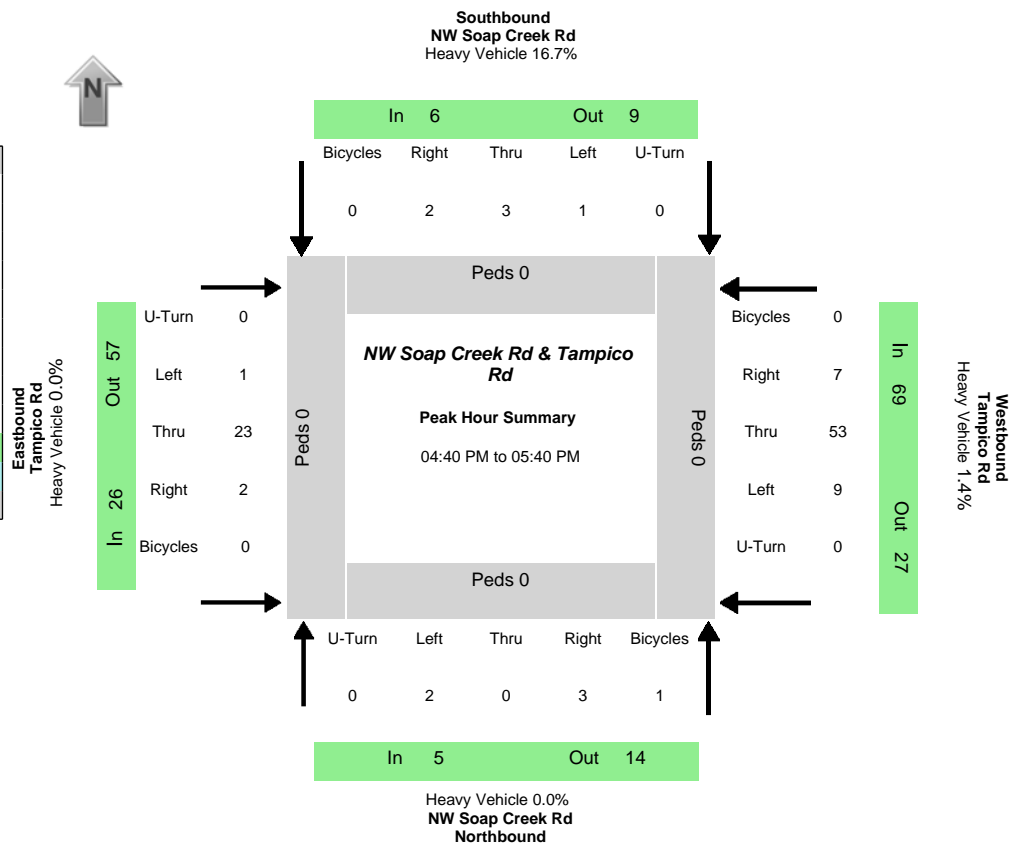 Southbound
NW Soap Creek Rd
Heavy Vehicle 16.7%
N
In 6 Out 9
Bicycles Right Thru Left U-Turn
0 2 3 1 0
Peds 0
Eastbound
Tampico Rd
Heavy Vehicle 0.0%
In 26 Out 57
U-Turn 0
Left 1
Thru 23
Right 2
Bicycles 0
Peds 0
NW Soap Creek Rd & Tampico
Rd
Peak Hour Summary
04:40 PM to 05:40 PM
Peds 0
Bicycles 0
Right 7
Thru 53
Left 9
U-Turn 0
In 69 Out 27
Westbound
Tampico Rd
Heavy Vehicle 1.4%
Peds 0
U-Turn Left Thru Right Bicycles
0 2 0 3 1
In 5 Out 14
Heavy Vehicle 0.0%
NW Soap Creek Rd
Northbound